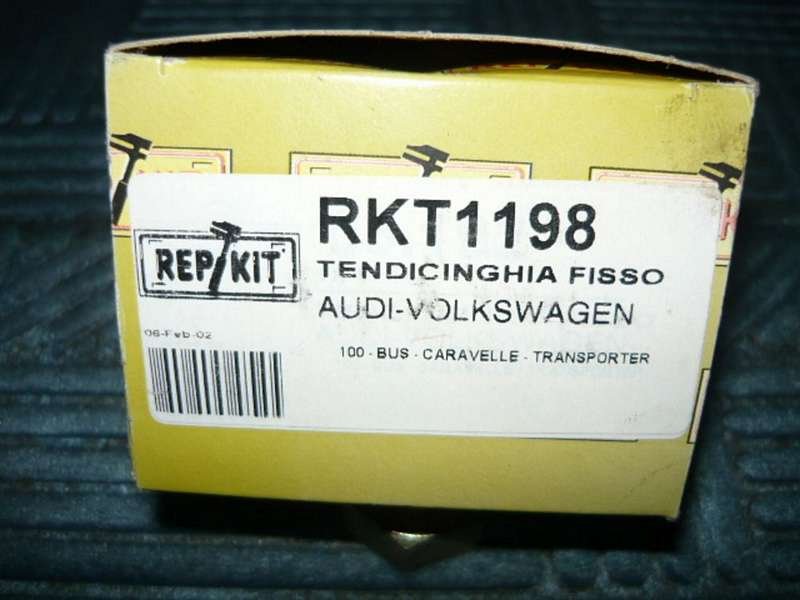 RKT1198
REP KIT
TENDICINGHIA FISSO
AUDI-VOLKSWAGEN
06-Feb-02
100 - BUS - CARAVELLE - TRANSPORTER